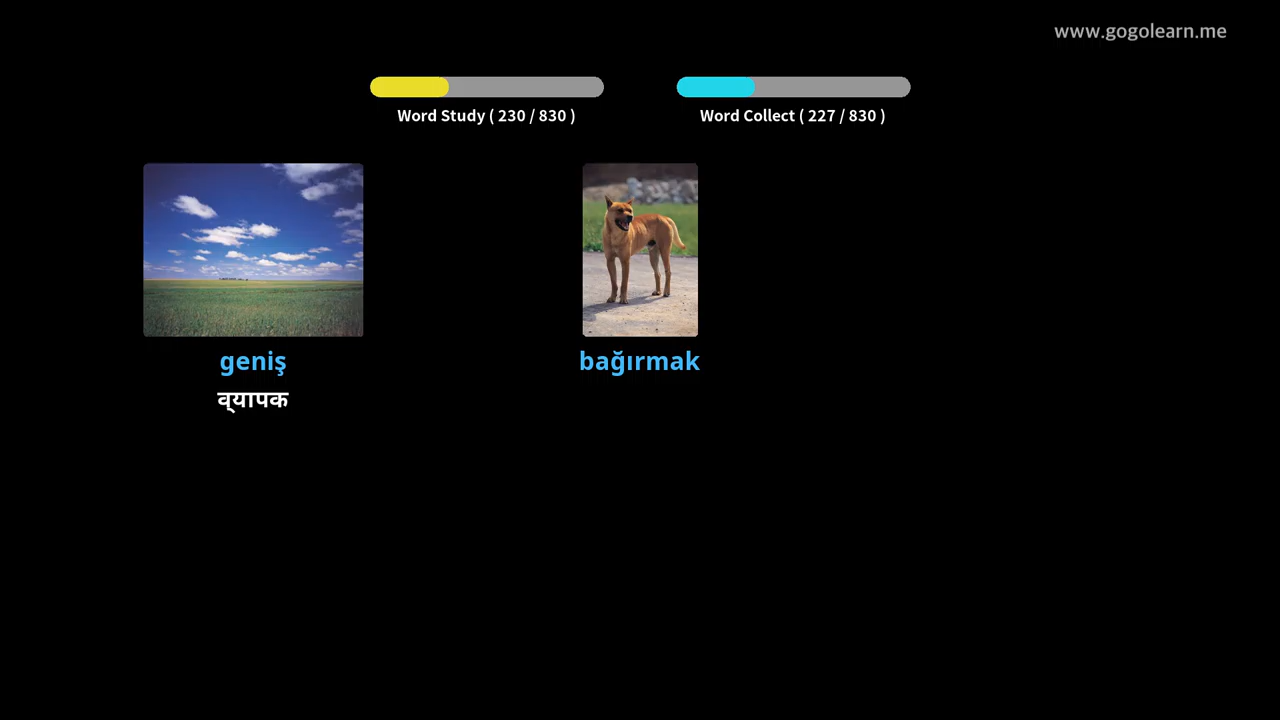 www.gogolearn.me
Word Study ( 230 / 830 )
Word Collect ( 227 / 830 )
geniş
व्यापक
bağırmak